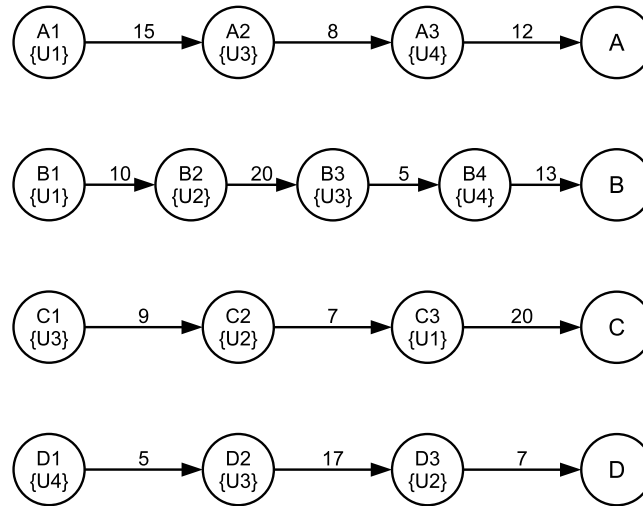 A1 15 A2 8 A3 12 A
{U1} {U3} {U4}
B1 10 B2 20 B3 5 B4 13 B
{U1} {U2} {U3} {U4}
C1 9 C2 7 C3 20 C
{U3} {U2} {U1}
D1 5 D2 17 D3 7 D
{U4} {U3} {U2}